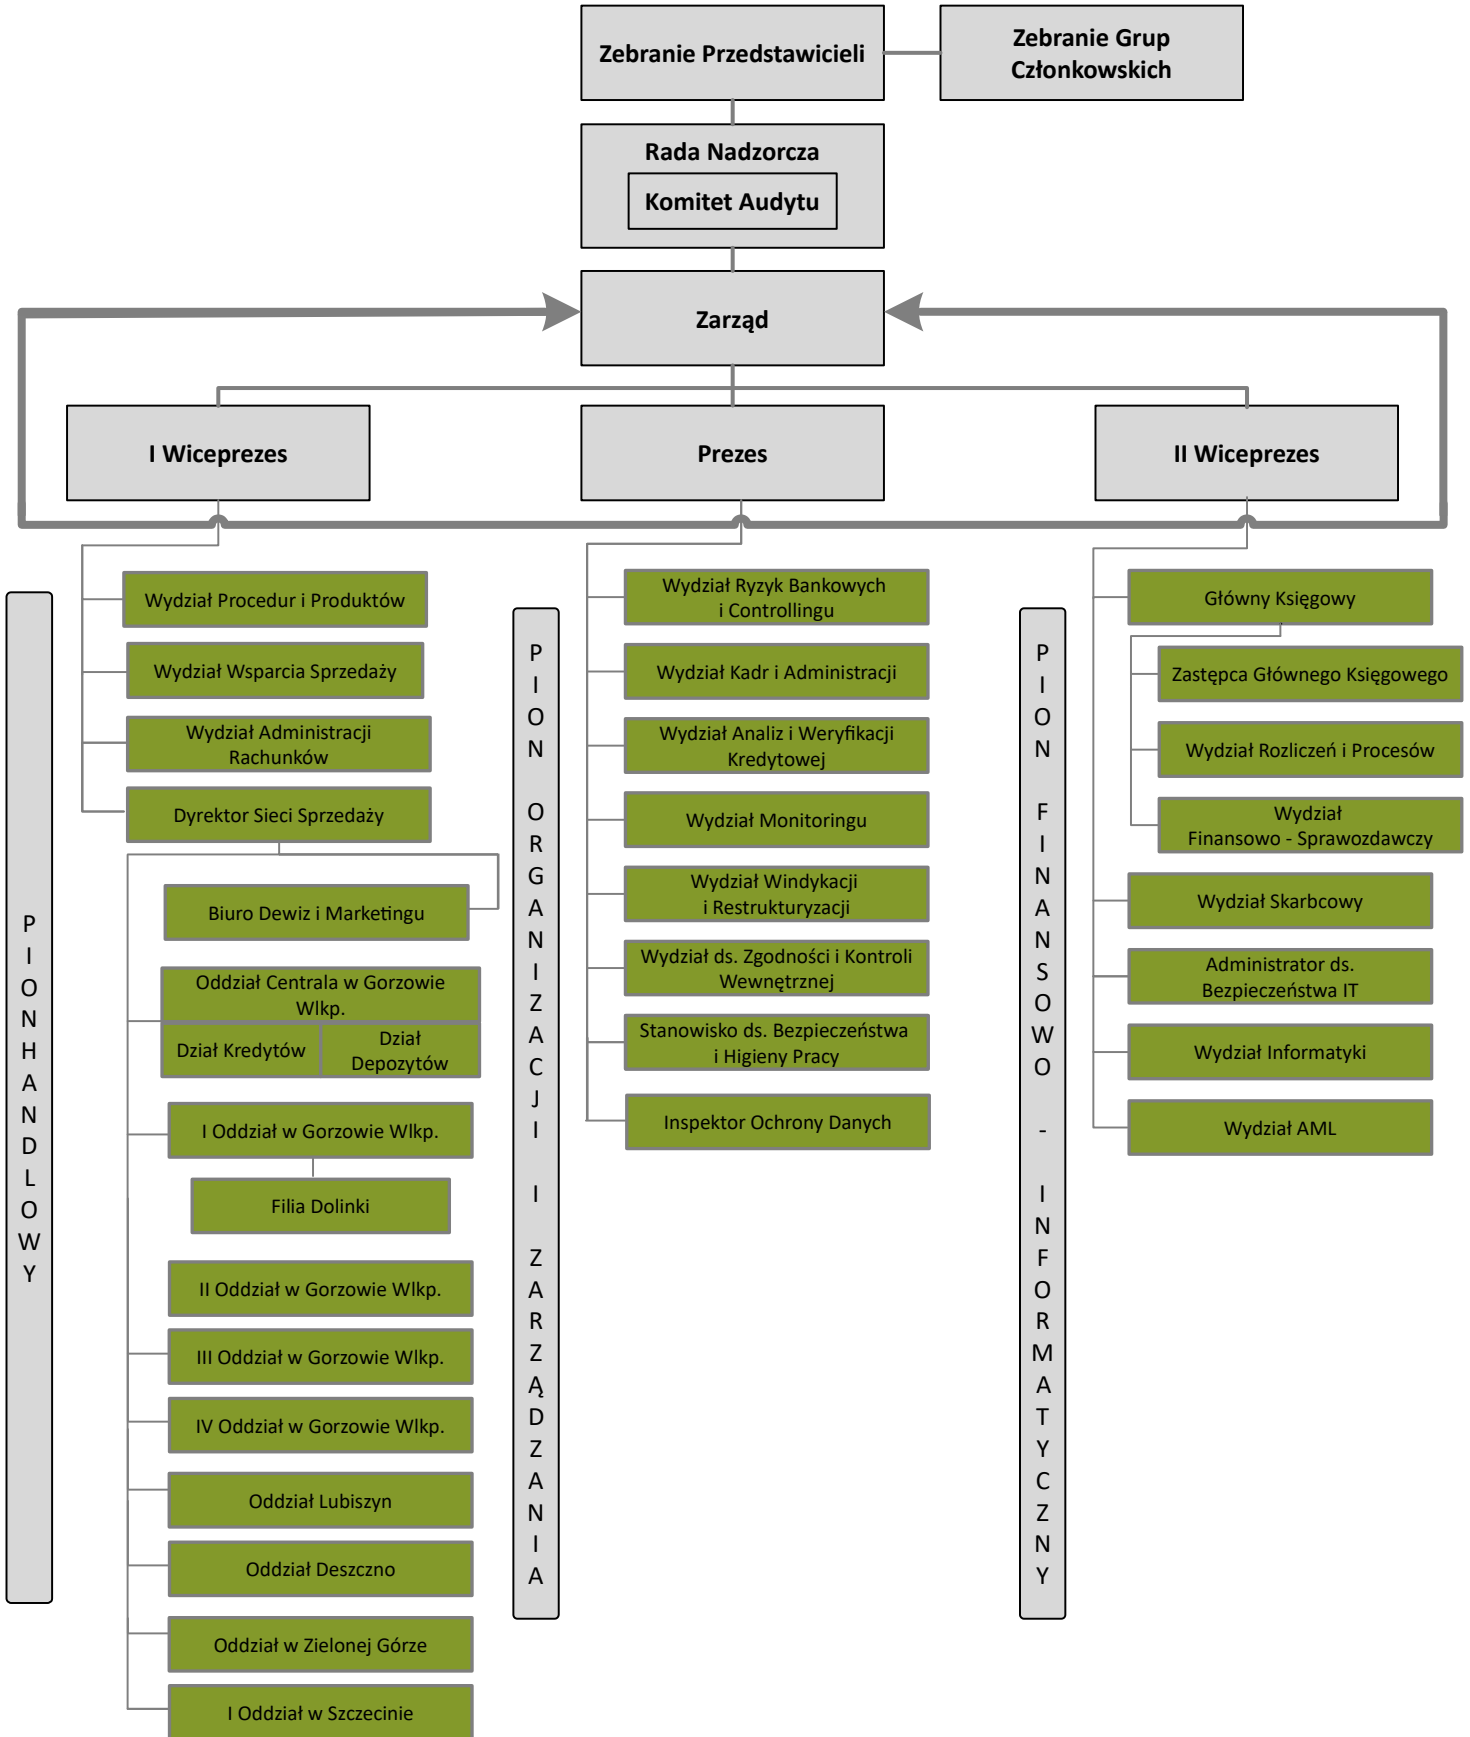 Zebranie Przedstawicieli
Zebranie Grup
Członkowskich
Rada Nadzorcza
Komitet Audytu
Zarząd
I Wiceprezes
Prezes
II Wiceprezes
PION HANDLOWY
Wydział Procedur i Produktów
Wydział Wsparcia Sprzedaży
Wydział Administracji
Rachunków
Dyrektor Sieci Sprzedaży
Biuro Dewiz i Marketingu
Oddział Centrala w Gorzowie
Wlkp.
Dział Kredytów
Dział
Depozytów
I Oddział w Gorzowie Wlkp.
Filia Dolinki
II Oddział w Gorzowie Wlkp.
III Oddział w Gorzowie Wlkp.
IV Oddział w Gorzowie Wlkp.
Oddział Lubiszyn
Oddział Deszczno
Oddział w Zielonej Górze
I Oddział w Szczecinie
PION ORGANIZACJI I ZARZĄDZANIA
Wydział Ryzyk Bankowych
i Controllingu
Wydział Kadr i Administracji
Wydział Analiz i Weryfikacji
Kredytowej
Wydział Monitoringu
Wydział Windykacji
i Restrukturyzacji
Wydział ds. Zgodności i Kontroli
Wewnętrznej
Stanowisko ds. Bezpieczeństwa
i Higieny Pracy
Inspektor Ochrony Danych
PION FINANSOWO - INFORMATYCZNY
Główny Księgowy
Zastępca Głównego Księgowego
Wydział Rozliczeń i Procesów
Wydział
Finansowo - Sprawozdawczy
Wydział Skarbcowy
Administrator ds.
Bezpieczeństwa IT
Wydział Informatyki
Wydział AML